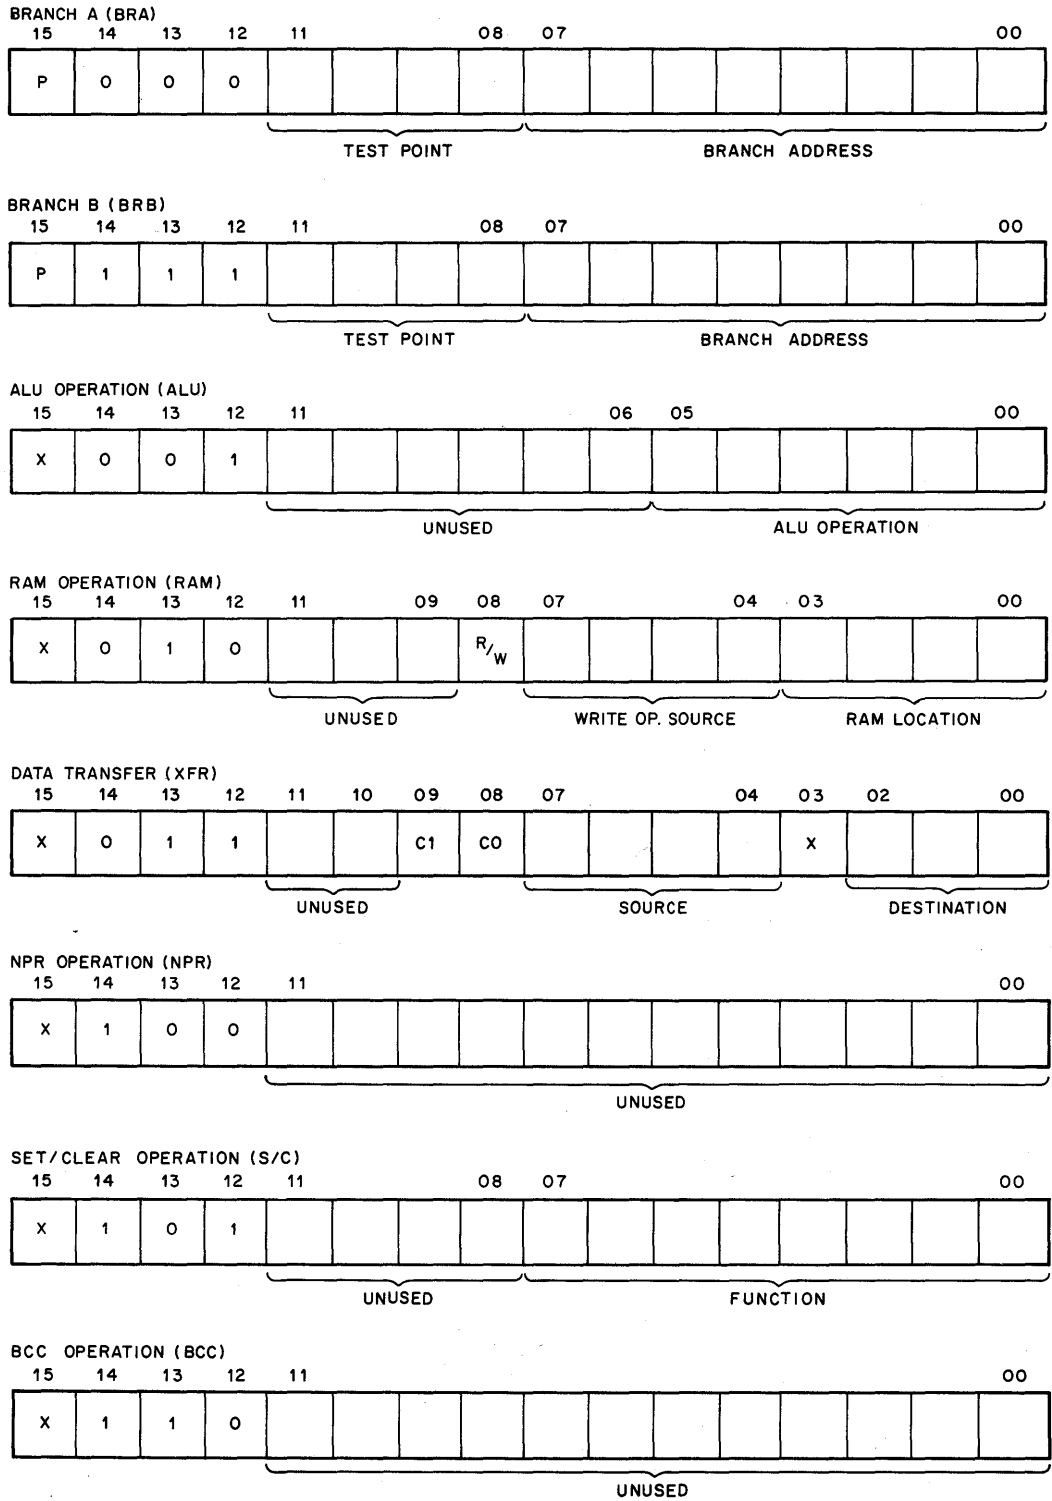 BRANCH A (BRA)
15 14 13 12 11 08 07 00
P 0 0 0
TEST POINT BRANCH ADDRESS
BRANCH B (BRB)
15 14 13 12 11 08 07 00
P 1 1 1
TEST POINT BRANCH ADDRESS
ALU OPERATION (ALU)
15 14 13 12 11 06 05 00
X 0 0 1
UNUSED ALU OPERATION
RAM OPERATION (RAM)
15 14 13 12 11 09 08 07 04 03 00
X 0 1 0 R/W
UNUSED WRITE OP. SOURCE RAM LOCATION
DATA TRANSFER (XFR)
15 14 13 12 11 10 09 08 07 04 03 02 00
X 0 1 1 C1 C0 X
UNUSED SOURCE DESTINATION
NPR OPERATION (NPR)
15 14 13 12 11 00
X 1 0 0
UNUSED
SET/CLEAR OPERATION (S/C)
15 14 13 12 11 08 07 00
X 1 0 1
UNUSED FUNCTION
BCC OPERATION (BCC)
15 14 13 12 11 00
X 1 1 0
UNUSED